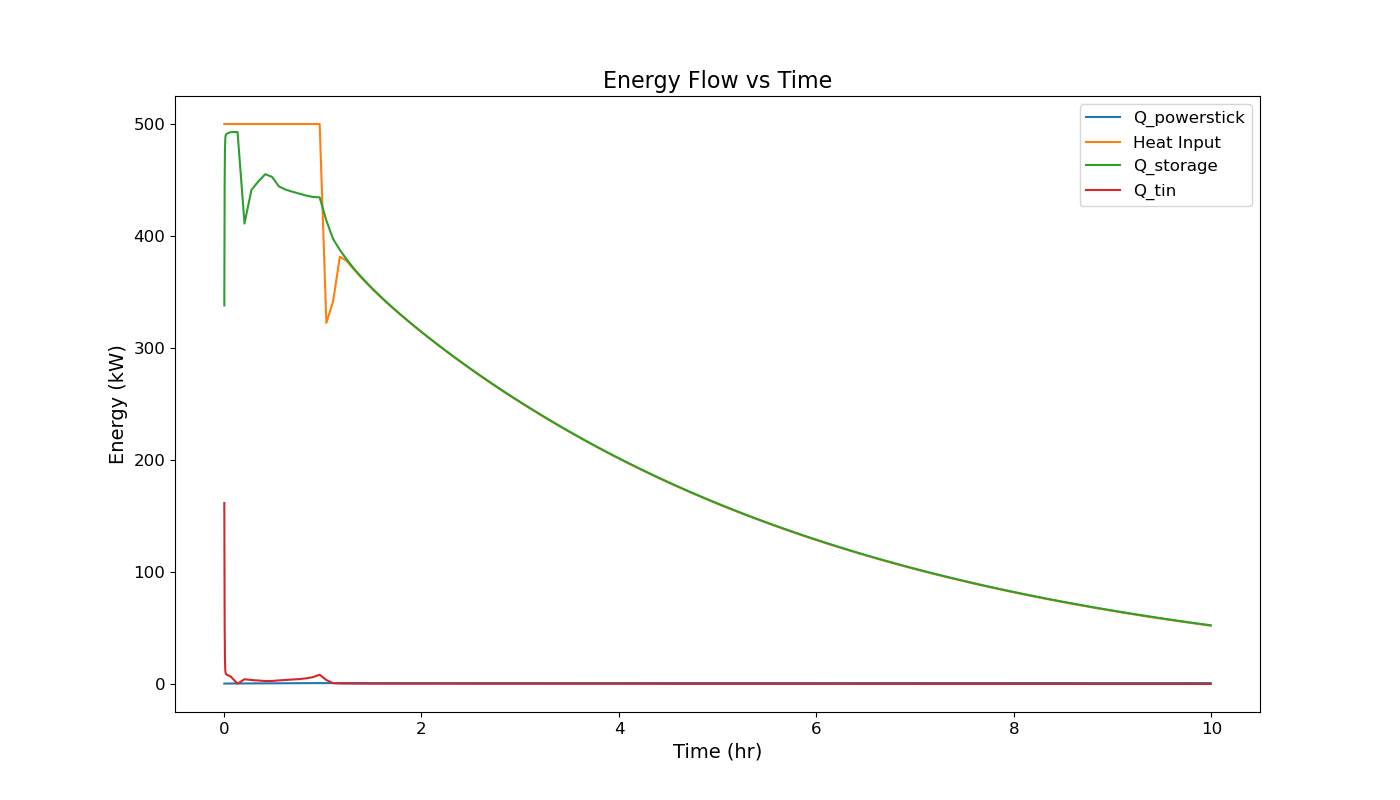 Energy Flow vs Time
Q_powerstick
Heat Input
Q_storage
Q_tin
Energy (kW)
500
400
300
200
100
0
0 2 4 6 8 10
Time (hr)